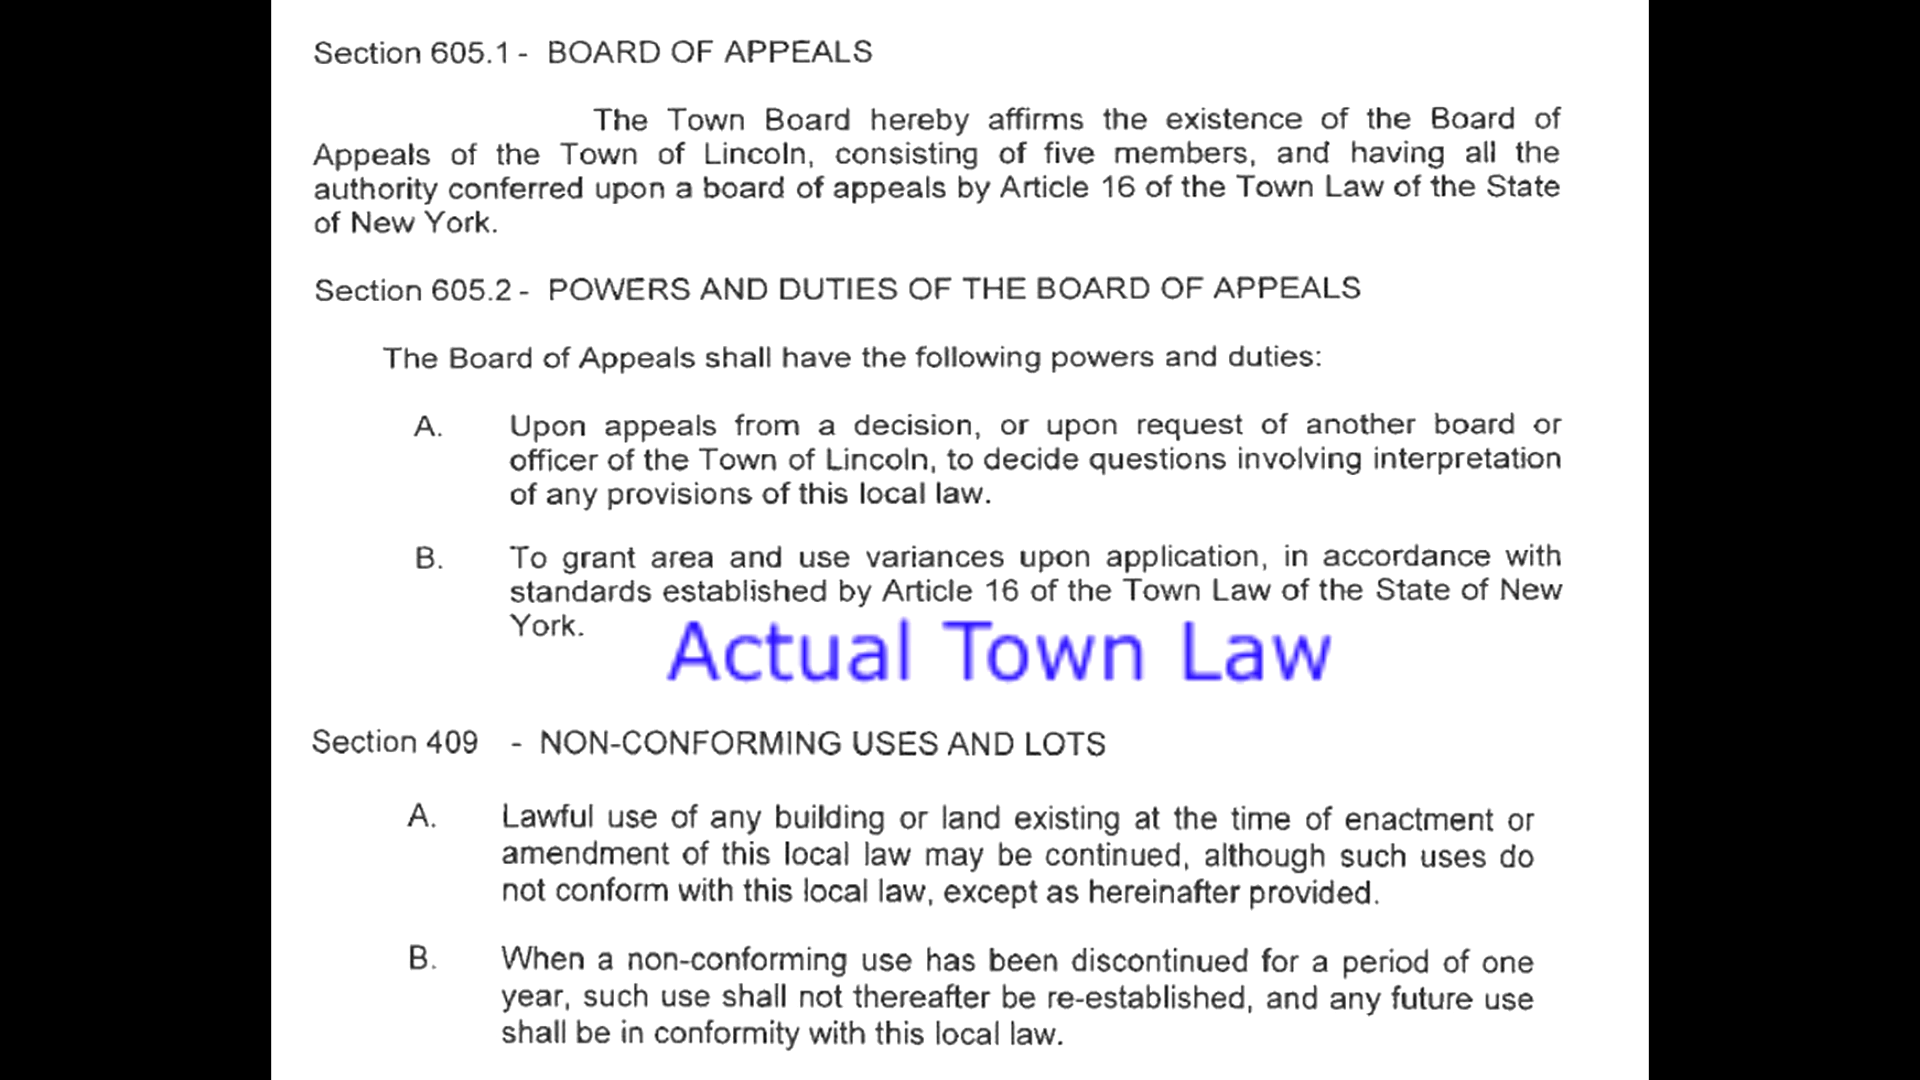 Section 605.1 - BOARD OF APPEALS
The Town Board hereby affirms the existence of the Board of
Appeals of the Town of Lincoln, consisting of five members, and having all the
authority conferred upon a board of appeals by Article 16 of the Town Law of the State
of New York.
Section 605.2 - POWERS AND DUTIES OF THE BOARD OF APPEALS
The Board of Appeals shall have the following powers and duties:
A. Upon appeals from a decision, or upon request of another board or
officer of the Town of Lincoln, to decide questions involving interpretation
of any provisions of this local law.
B. To grant area and use variances upon application, in accordance with
standards established by Article 16 of the Town Law of the State of New
York.
Actual Town Law
Section 409 - NON-CONFORMING USES AND LOTS
A. Lawful use of any building or land existing at the time of enactment or
amendment of this local law may be continued, although such uses do
not conform with this local law, except as hereinafter provided.
B. When a non-conforming use has been discontinued for a period of one
year, such use shall not thereafter be re-established, and any future use
shall be in conformity with this local law.